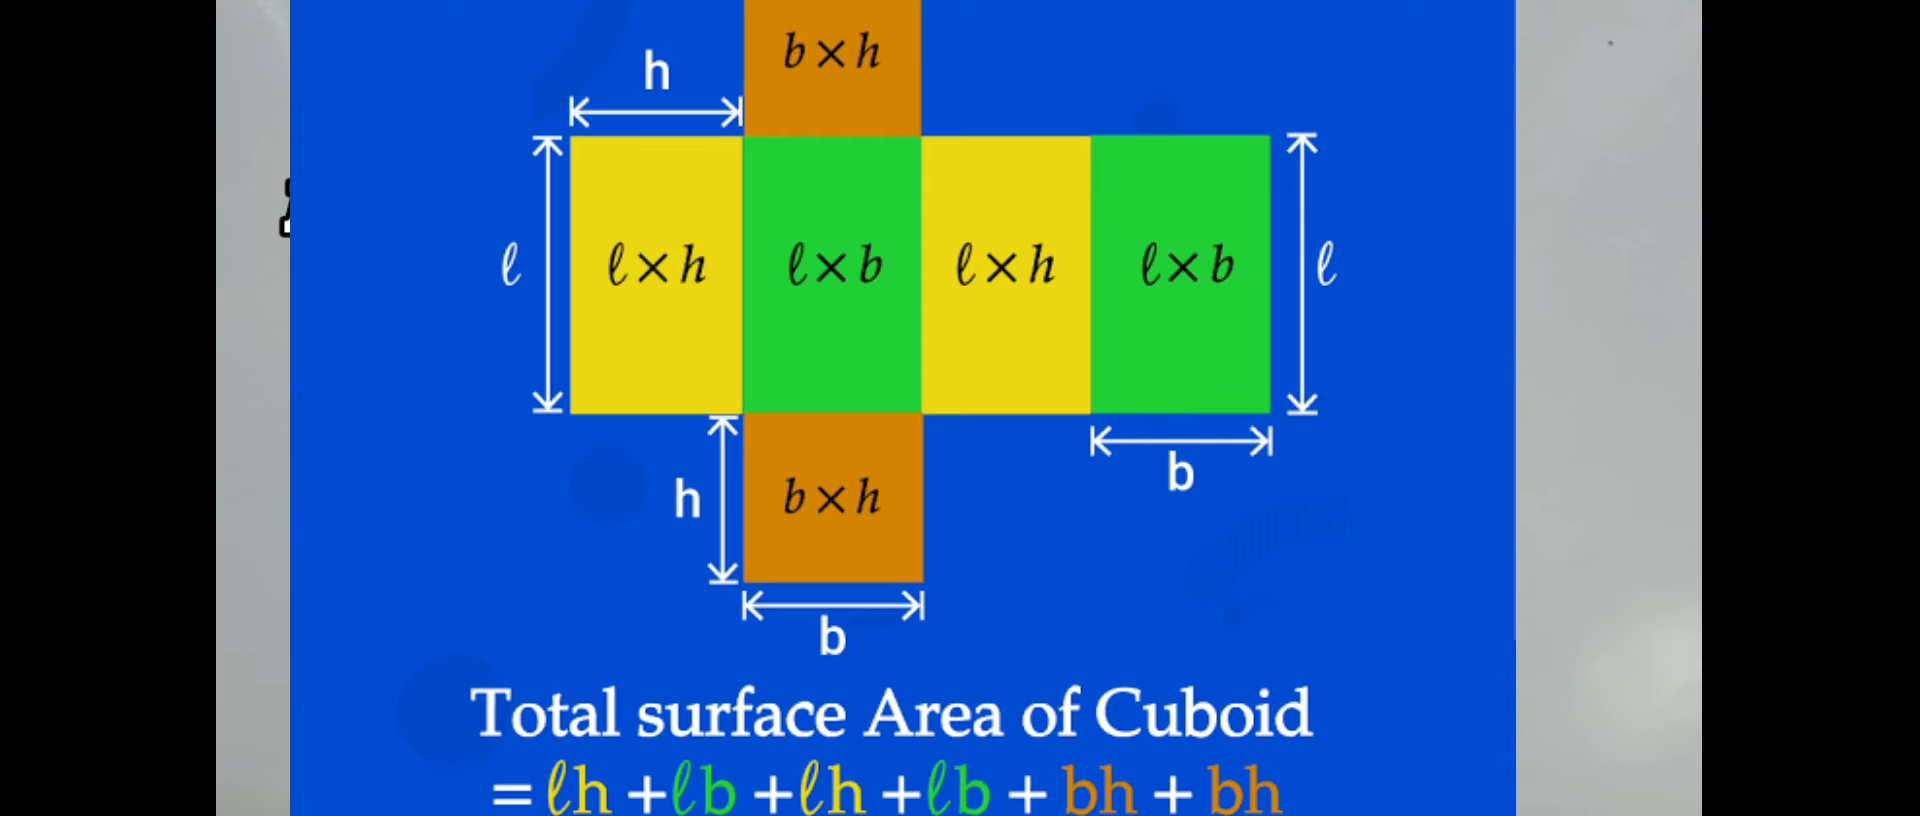 b × h
h
ℓ
ℓ × h
ℓ × b
ℓ × h
ℓ × b
ℓ
h
b × h
b
b
Total surface Area of Cuboid
= ℓh + ℓb + ℓh + ℓb + bh + bh